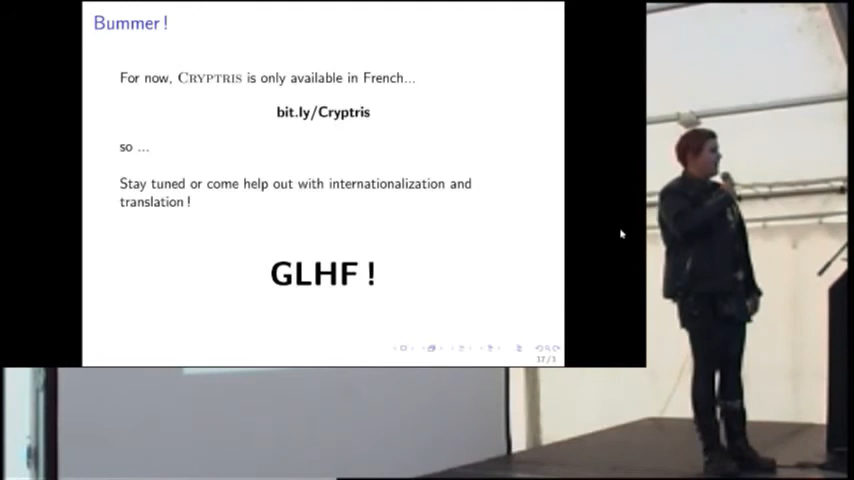 Bummer !
For now, CRYPTRIS is only available in French...
bit.ly/Cryptris
so ...
Stay tuned or come help out with internationalization and
translation !
GLHF !